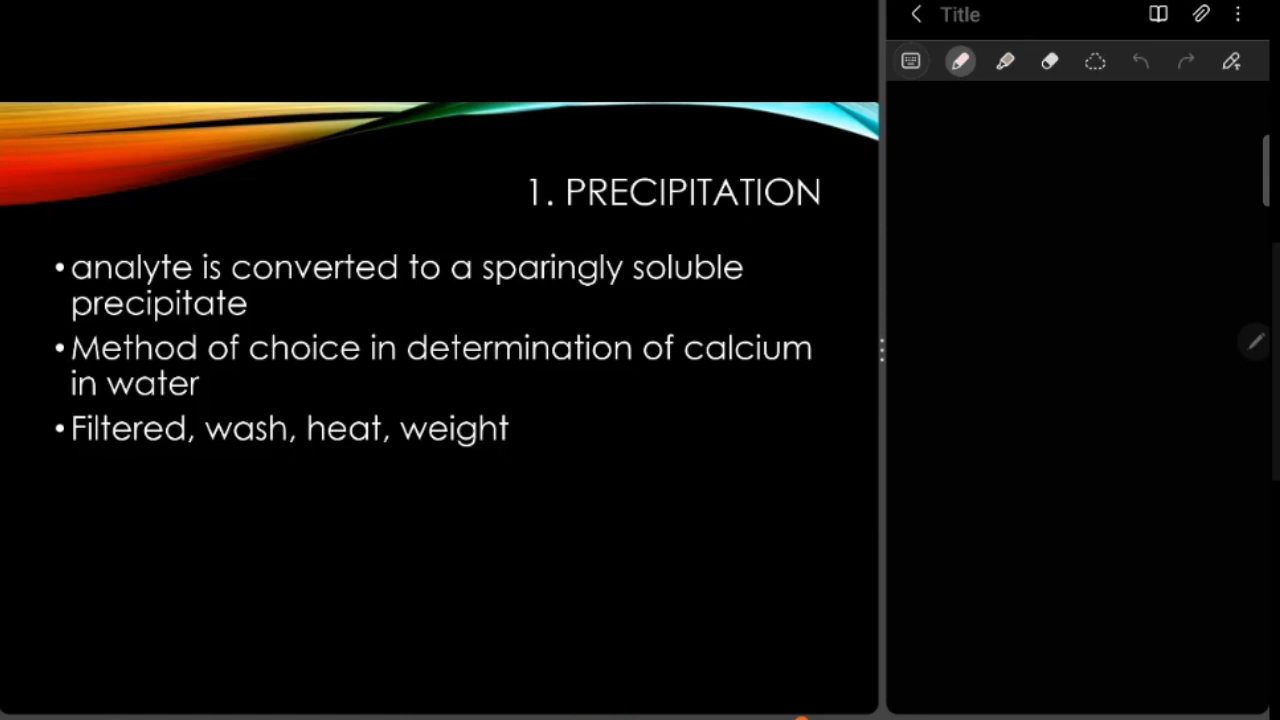 Title
1. PRECIPITATION
•analyte is converted to a sparingly soluble
precipitate
•Method of choice in determination of calcium
in water
•Filtered, wash, heat, weight